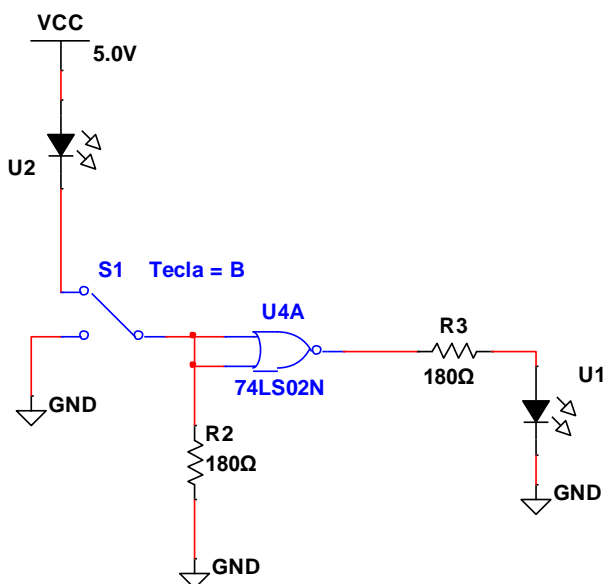 VCC
5.0V
U2
S1 Tecla = B
U4A
74LS02N
R3
180Ω
U1
GND
R2
180Ω
GND
GND